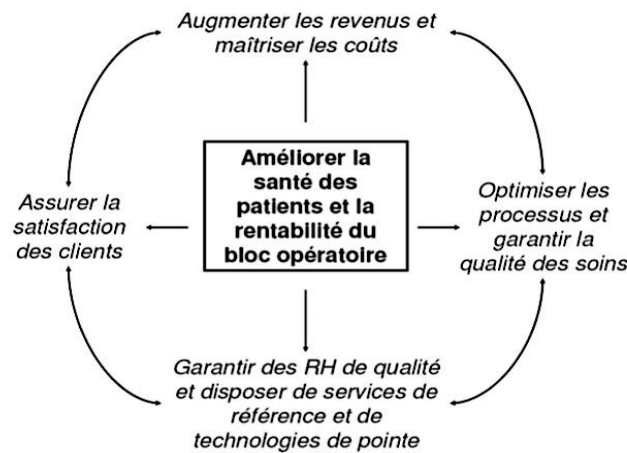 Augmenter les revenus et
maîtriser les coûts
Améliorer la
santé des
patients et la
rentabilité du
bloc opératoire
Assurer la
satisfaction
des clients
Optimiser les
processus et
garantir la
qualité des soins
Garantir des RH de qualité
et disposer de services de
référence et de
technologies de pointe